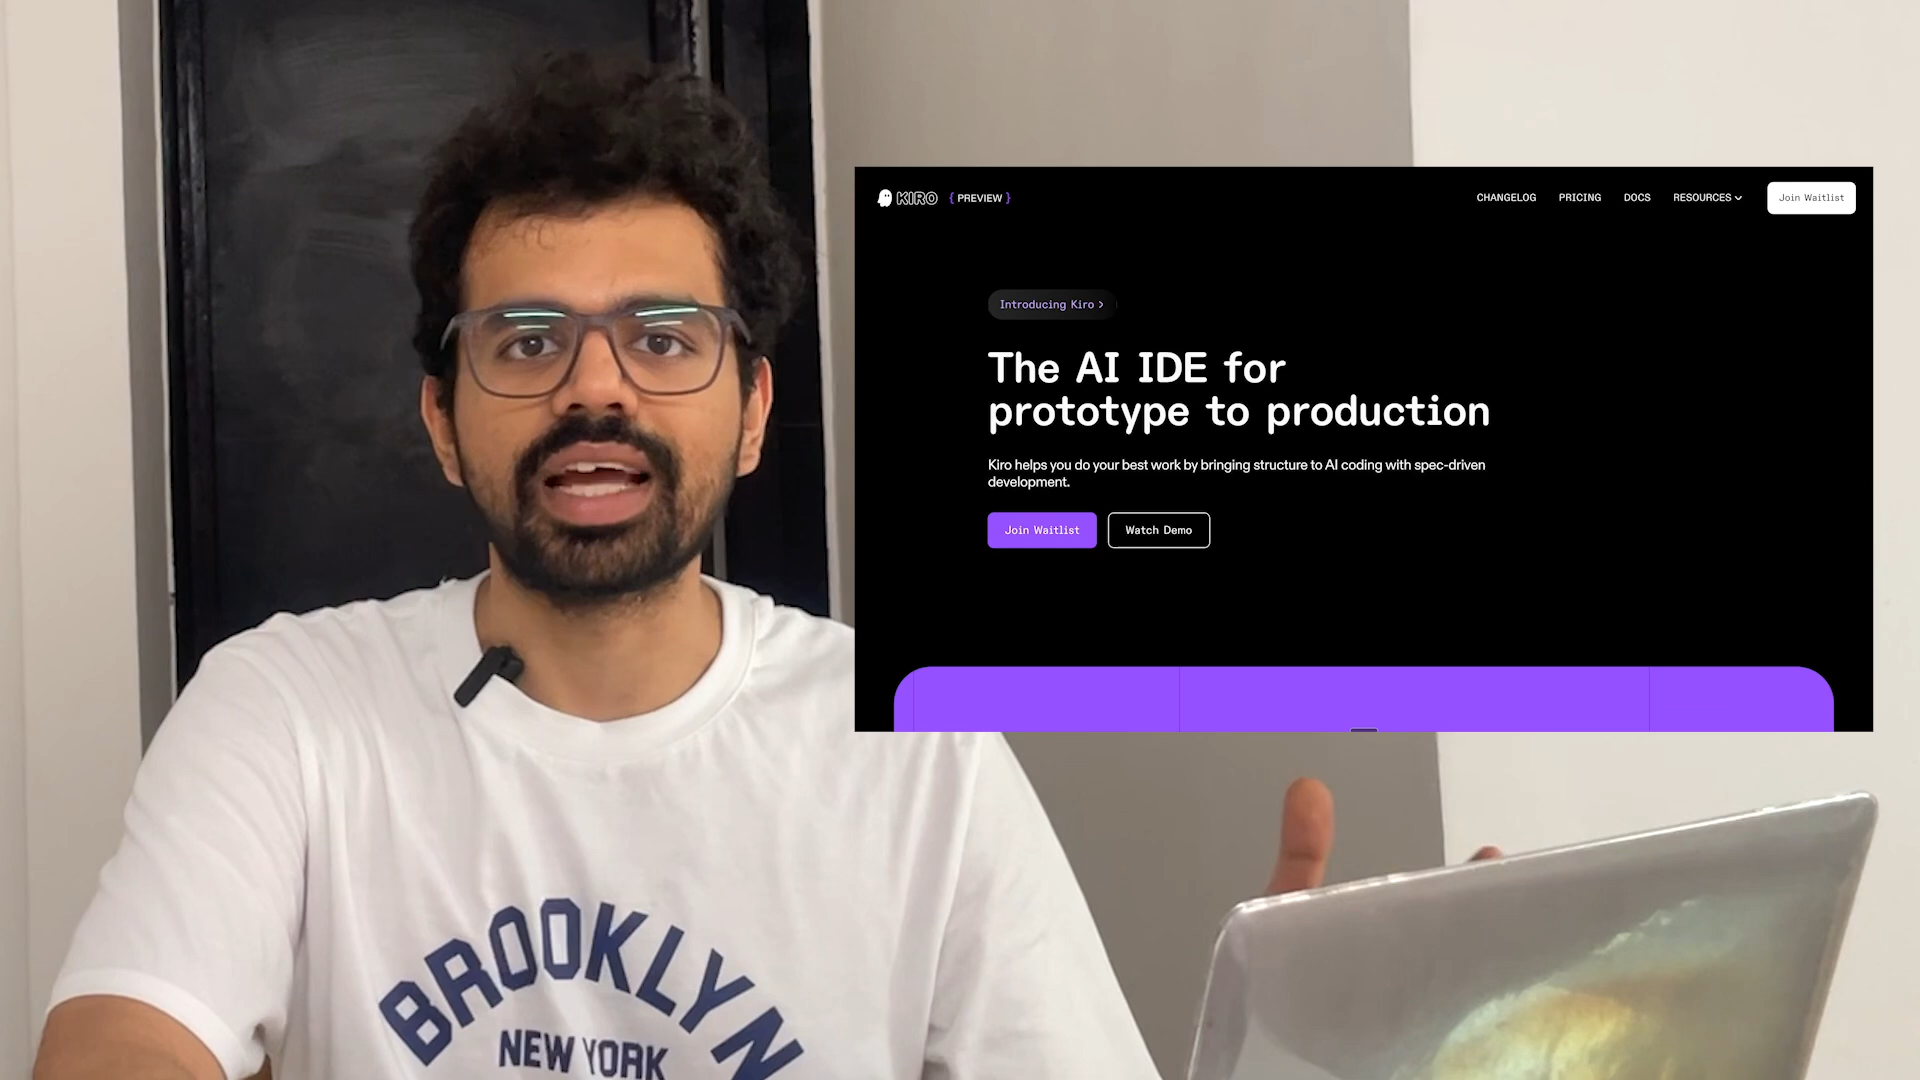 KIRO { PREVIEW }
CHANGELOG PRICING DOCS RESOURCES Join Waitlist
Introducing Kiro >
The AI IDE for
prototype to production
Kiro helps you do your best work by bringing structure to AI coding with spec-driven
development.
Join Waitlist Watch Demo
BROOKLYN
NEW YORK